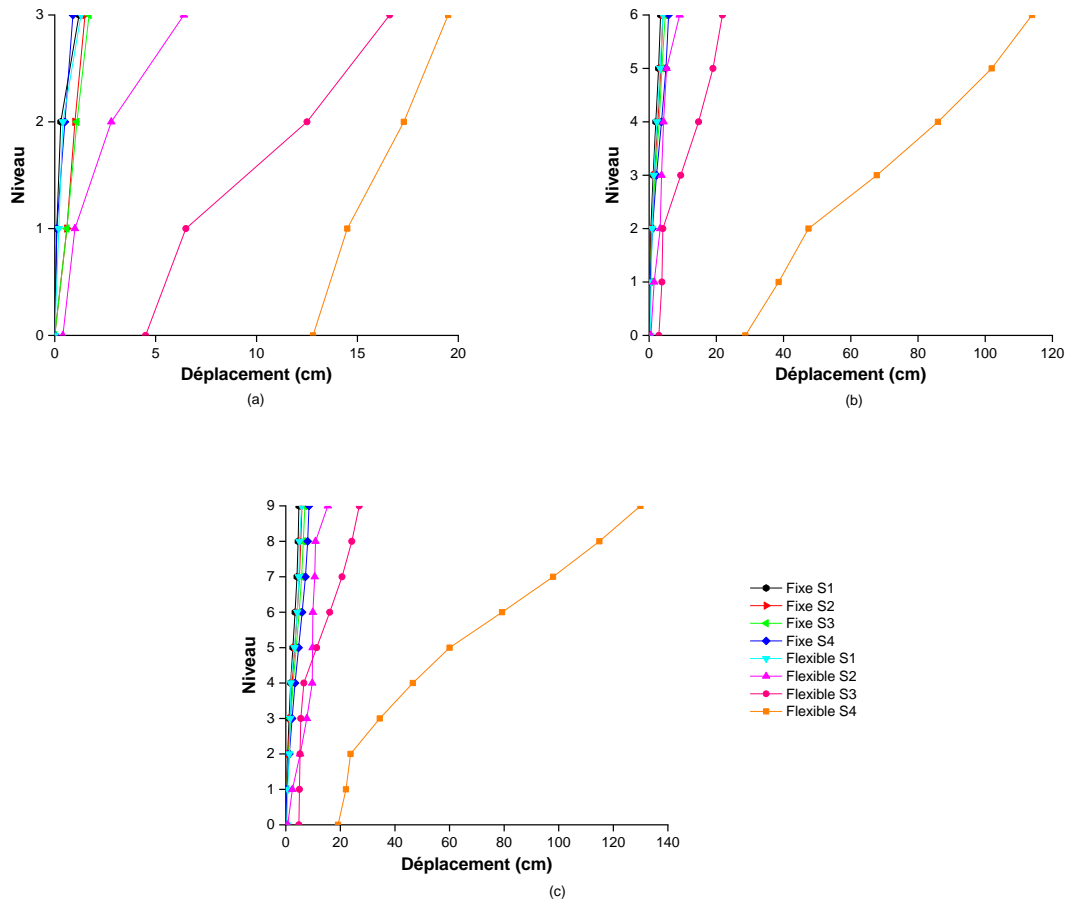 3
2
1
0
Niveau
0
5
10
15
20
Déplacement (cm)
(a)
6
5
4
3
2
1
0
Niveau
0
20
40
60
80
100
120
Déplacement (cm)
(b)
9
8
7
6
5
4
3
2
1
0
Niveau
0
20
40
60
80
100
120
140
Déplacement (cm)
(c)
Fixe S1
Fixe S2
Fixe S3
Fixe S4
Flexible S1
Flexible S2
Flexible S3
Flexible S4